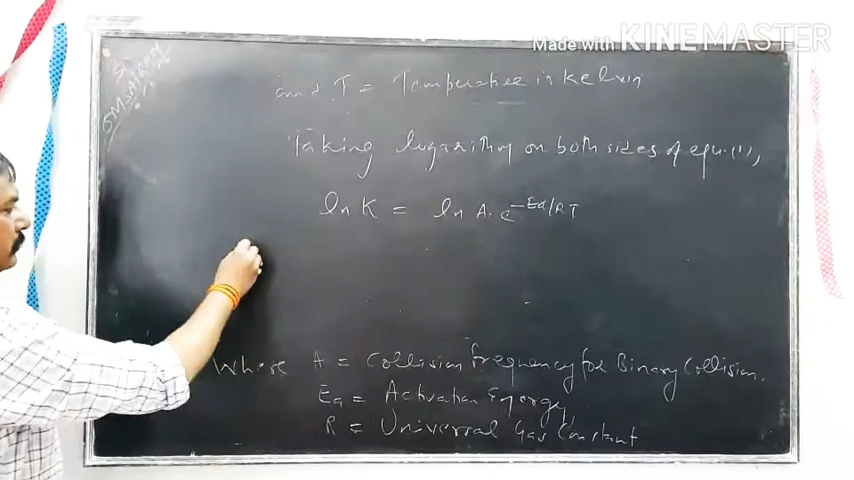 Made with KINEMASTER
and T = Temperature in Kelvin
Taking logarithm on both sides of equ.(1),
ln K = ln A. e^-Ea/RT
Where A = Collision frequency for Binary Collision.
Ea = Activation Energy,
R = Universal Gas Constant